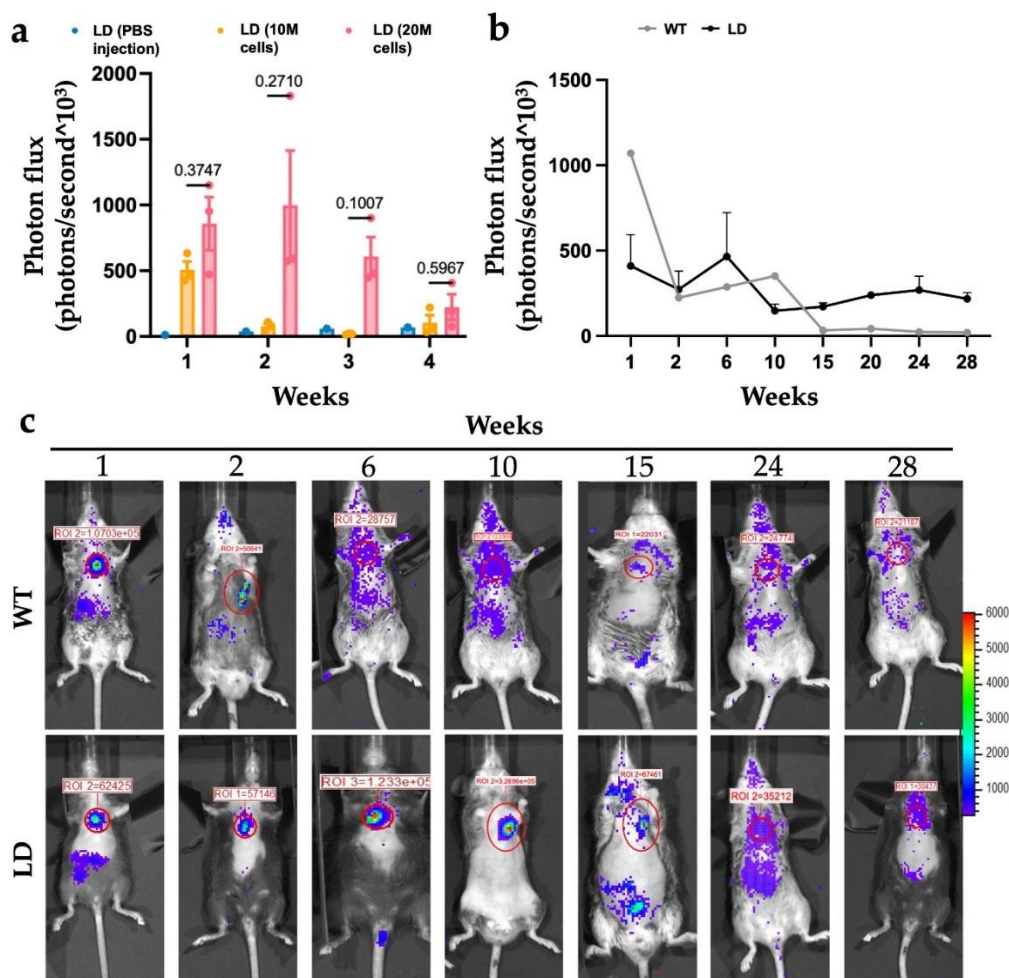 a
LD (PBS injection)
LD (10M cells)
LD (20M cells)
Photon flux
(photons/second^10³)
2000
1500
1000
500
0
0.3747
0.2710
0.1007
0.5967
1 2 3 4
Weeks
b
WT LD
Photon flux
(photons/second^10³)
1500
1000
500
0
1 2 6 10 15 20 24 28
Weeks
c
Weeks
1 2 6 10 15 24 28
WT
ROI 2=1.0703e+05
ROI 2=50841
ROI 2=28757
ROI 1=22031
ROI 2=24774
ROI 2=21187
LD
ROI 2=62425
ROI 1=57146
ROI 3=1.233e+05
ROI 2=3.2696e+05
ROI 2=67461
ROI 2=35212
ROI 1=30437
6000
5000
4000
3000
2000
1000